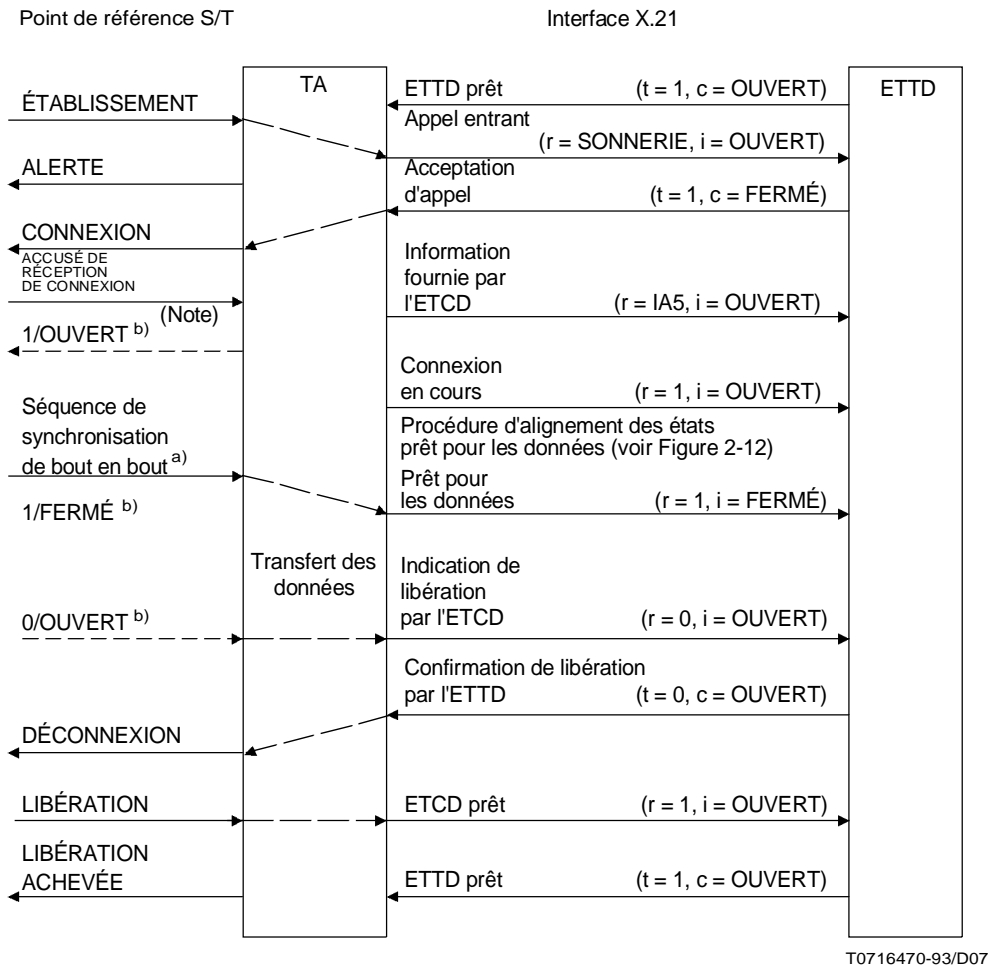 Point de référence S/T
Interface X.21
TA
ETTD
ÉTABLISSEMENT
ETTD prêt (t = 1, c = OUVERT)
Appel entrant
(r = SONNERIE, i = OUVERT)
ALERTE
Acceptation
d'appel (t = 1, c = FERMÉ)
CONNEXION
ACCUSÉ DE
RÉCEPTION
DE CONNEXION
(Note)
Information
fournie par
l'ETCD (r = IA5, i = OUVERT)
1/OUVERT b)
Connexion
en cours (r = 1, i = OUVERT)
Séquence de
synchronisation
de bout en bout a)
Procédure d'alignement des états
prêt pour les données (voir Figure 2-12)
Prêt pour
les données (r = 1, i = FERMÉ)
1/FERMÉ b)
Transfert des
données
Indication de
libération
par l'ETCD (r = 0, i = OUVERT)
0/OUVERT b)
Confirmation de libération
par l'ETTD (t = 0, c = OUVERT)
DÉCONNEXION
LIBÉRATION
ETCD prêt (r = 1, i = OUVERT)
LIBÉRATION
ACHEVÉE
ETTD prêt (t = 1, c = OUVERT)
T0716470-93/D07